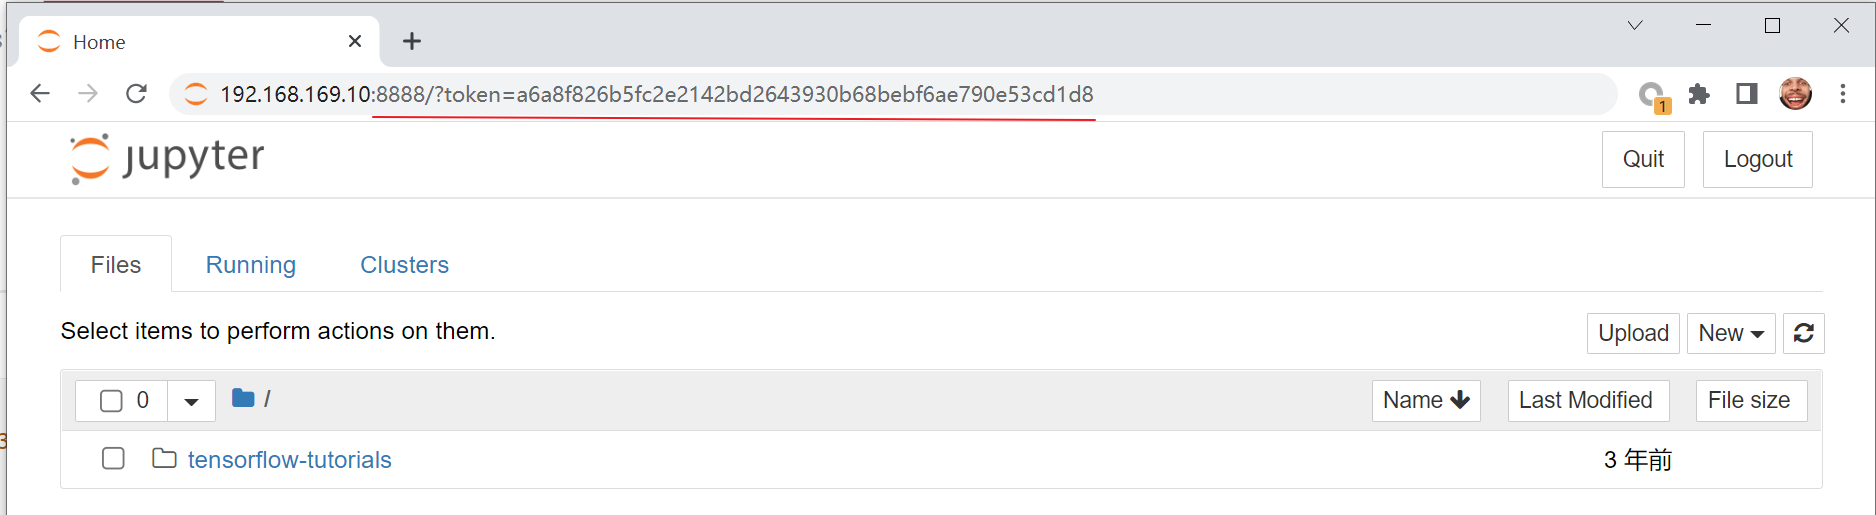 Home
192.168.169.10:8888/?token=a6a8f826b5fc2e2142bd2643930b68bebf6ae790e53cd1d8
1
jupyter
Quit Logout
Files Running Clusters
Select items to perform actions on them.
Upload New
0 / Name Last Modified File size
tensorflow-tutorials 3 年前